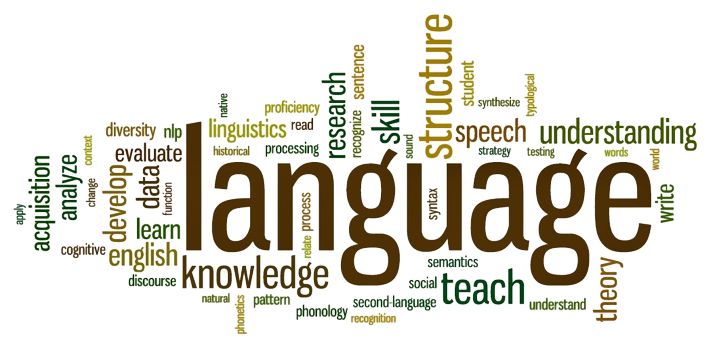 structure
sentence
student
research
skill
native
proficiency
synthesize
typological
diversity
nlp
linguistics
read
recognize
speech
understanding
context
evaluate
historical
processing
sound
strategy
testing
words
world
acquisition
analyze
change
develop
data
function
language
syntax
write
apply
learn
relate
process
cognitive
english
discourse
knowledge
semantics
social
teach
theory
natural
pattern
phonetics
phonology
second-language
recognition
understand